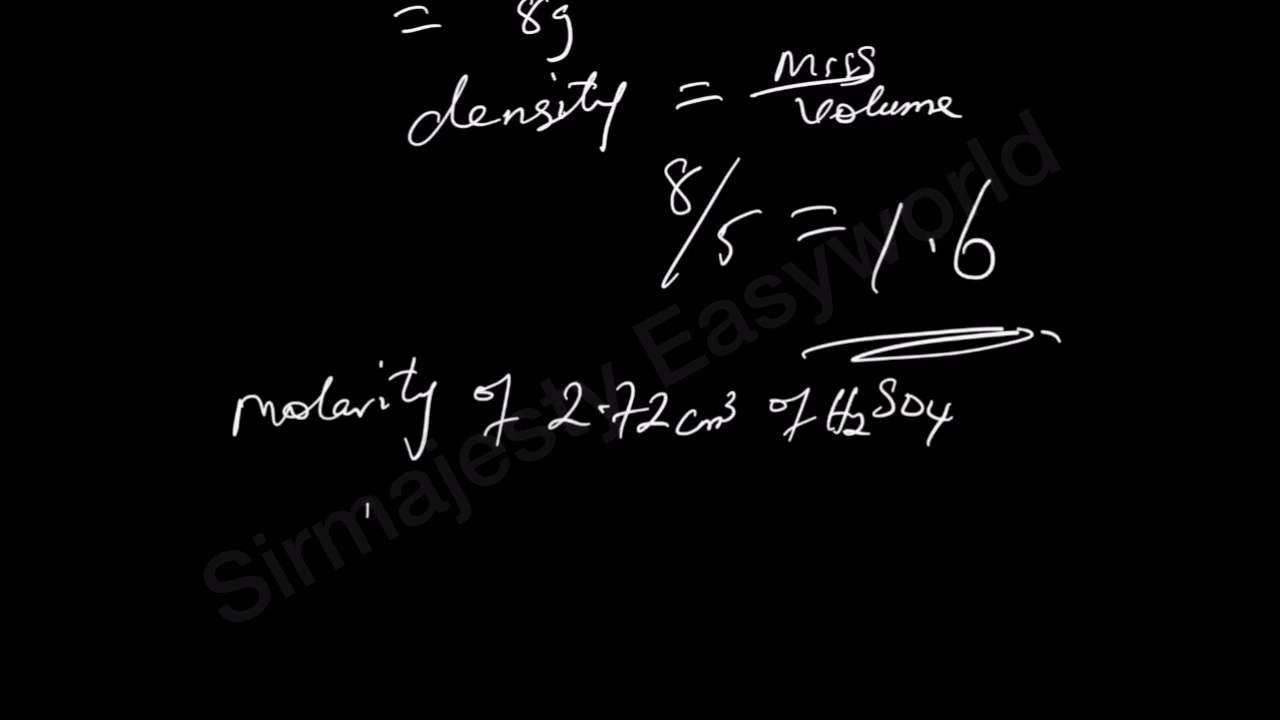 = 8g
density = mass
volume
8/5 = 1.6
molarity of 2.72cm³ of H₂SO₄
Sirmajesty Easyworld